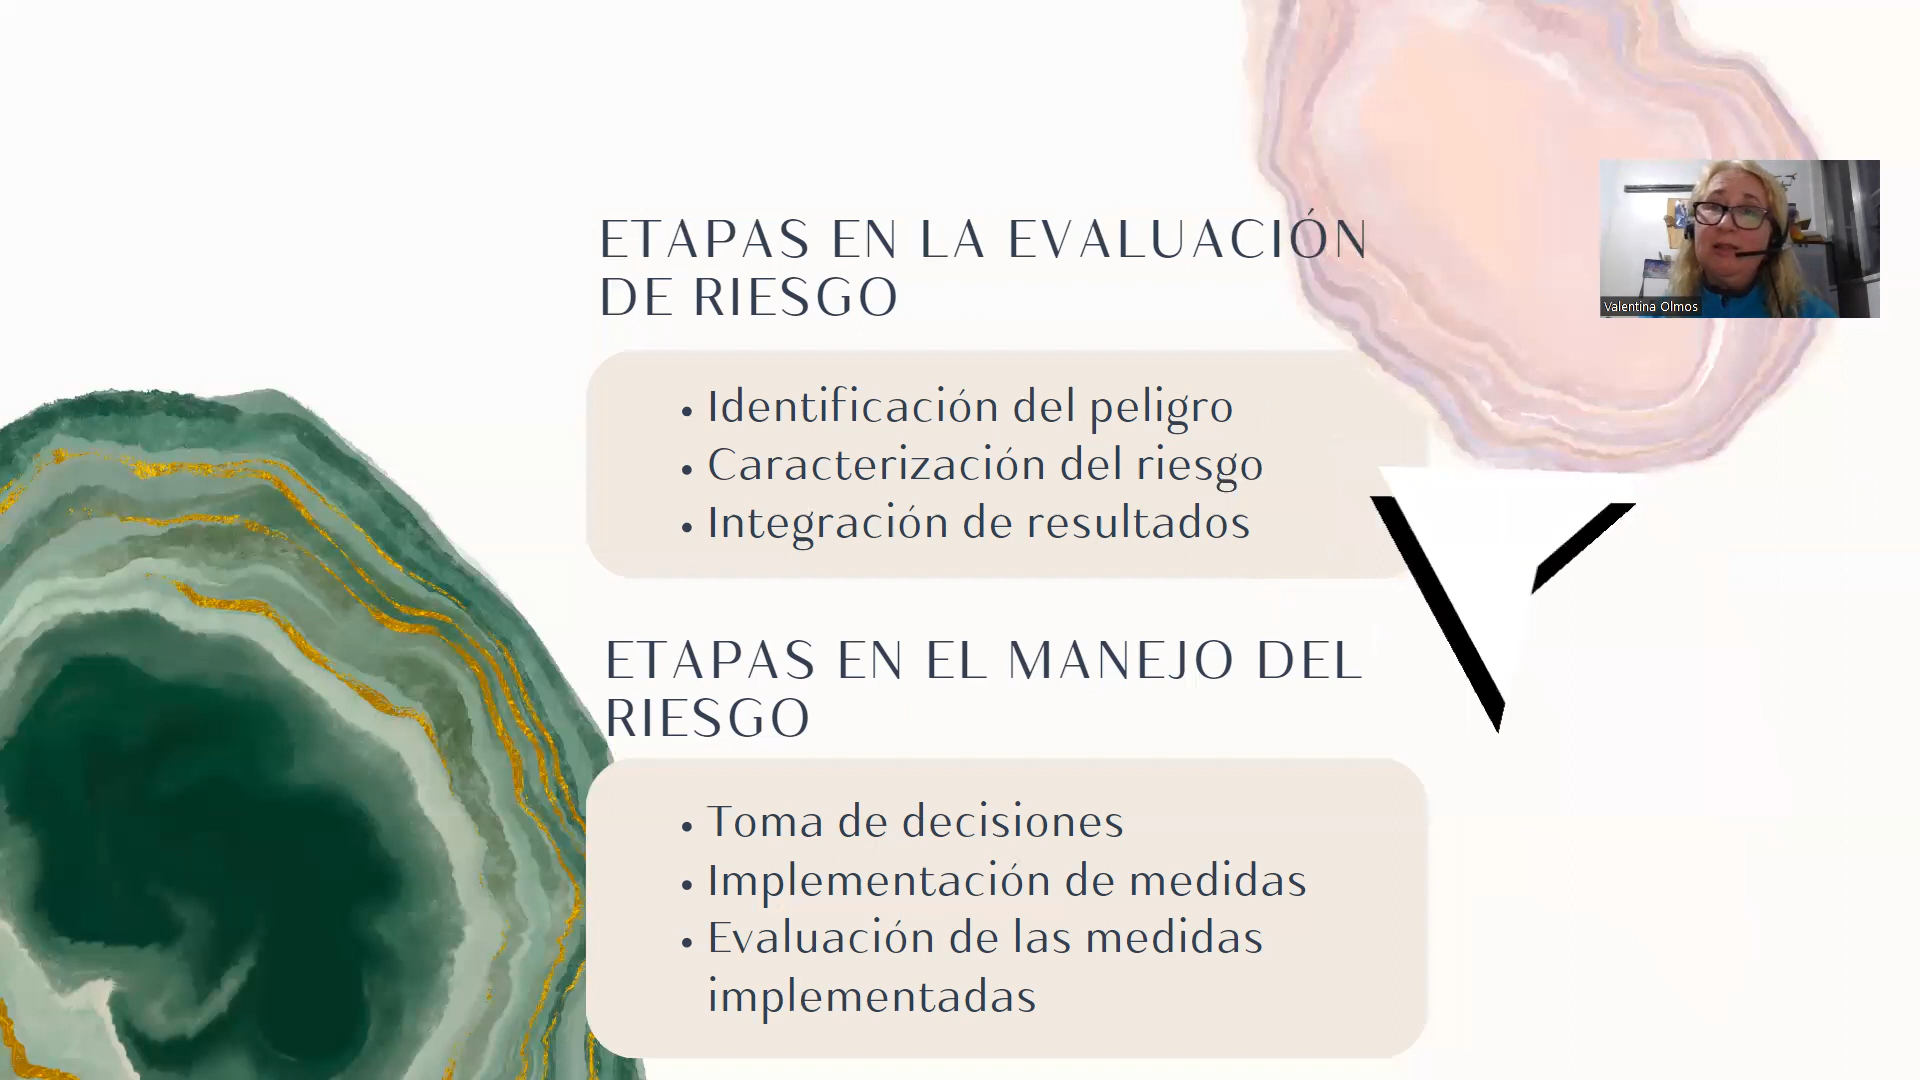 ETAPAS EN LA EVALUACIÓN
DE RIESGO
• Identificación del peligro
• Caracterización del riesgo
• Integración de resultados
ETAPAS EN EL MANEJO DEL
RIESGO
• Toma de decisiones
• Implementación de medidas
• Evaluación de las medidas
implementadas
Valentina Olmos